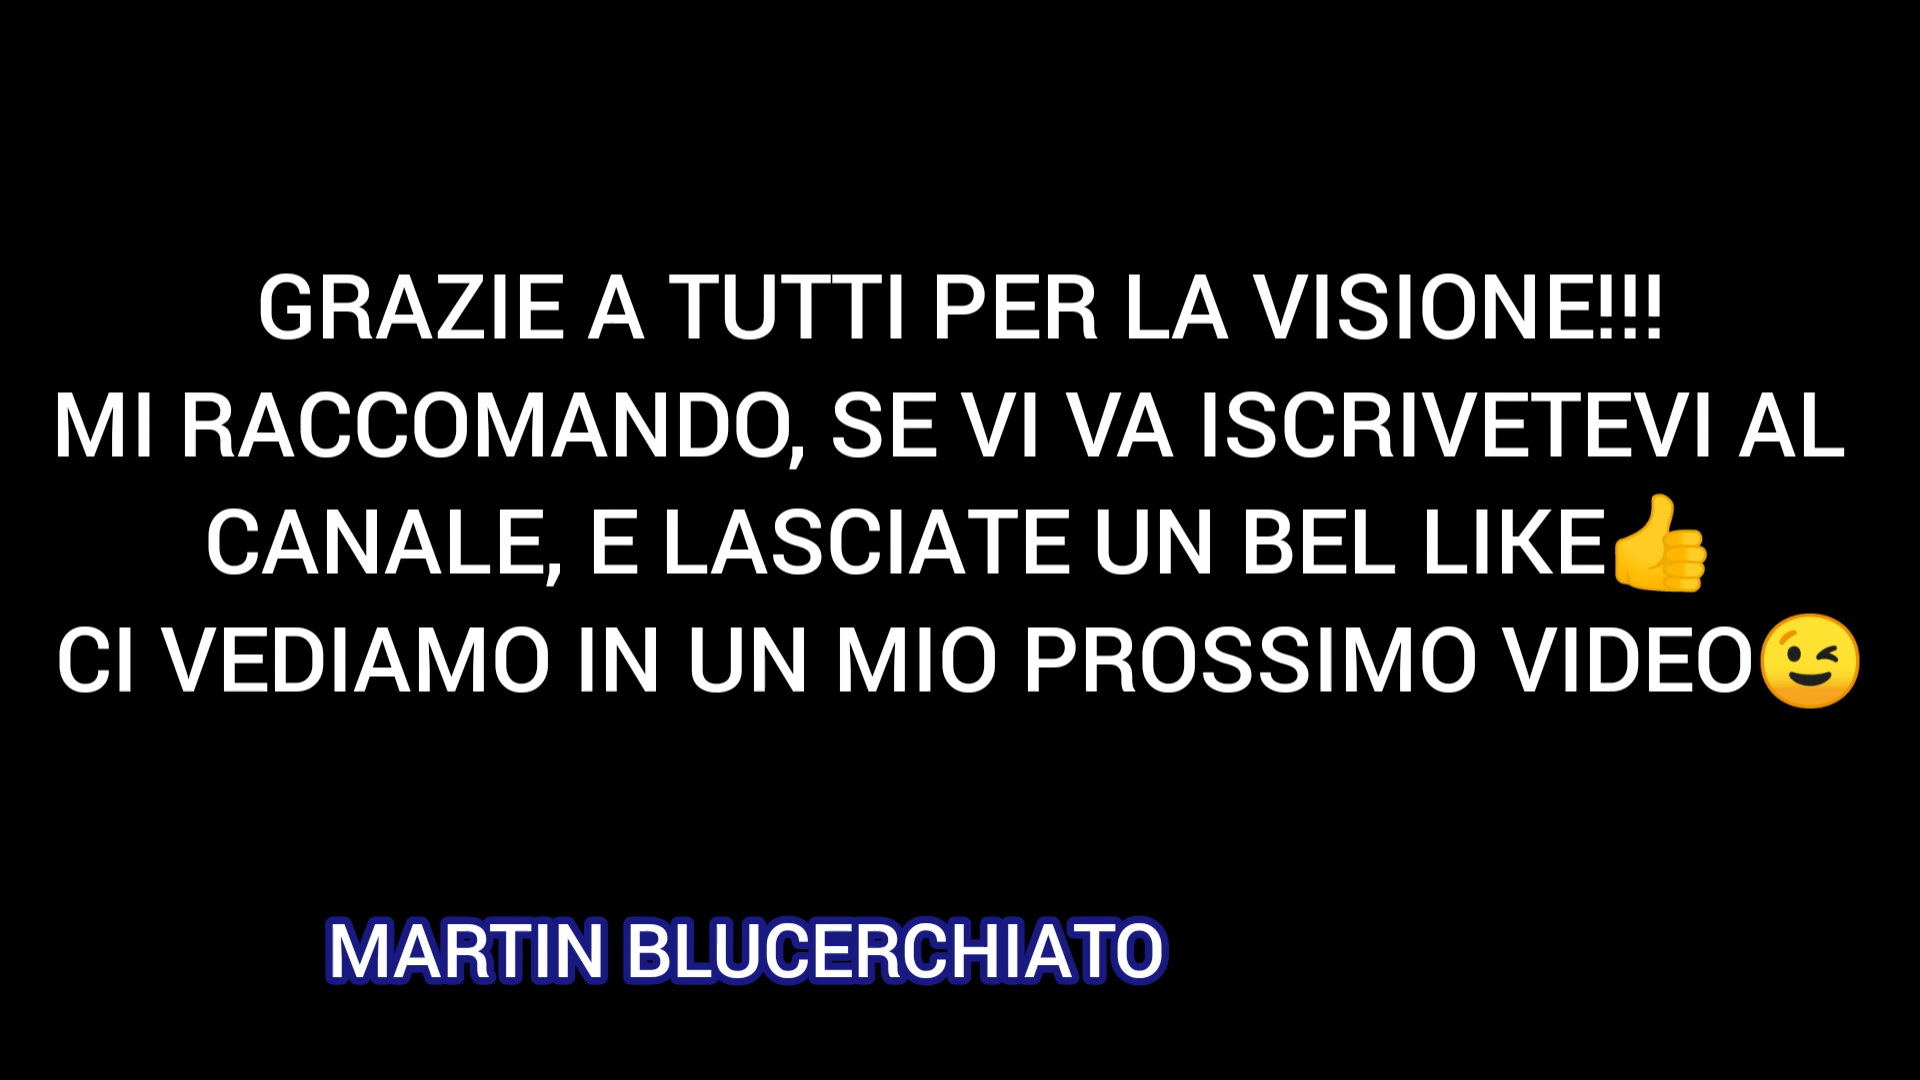 GRAZIE A TUTTI PER LA VISIONE!!!
MI RACCOMANDO, SE VI VA ISCRIVETEVI AL
CANALE, E LASCIATE UN BEL LIKE👍
CI VEDIAMO IN UN MIO PROSSIMO VIDEO😉
MARTIN BLUCERCHIATO